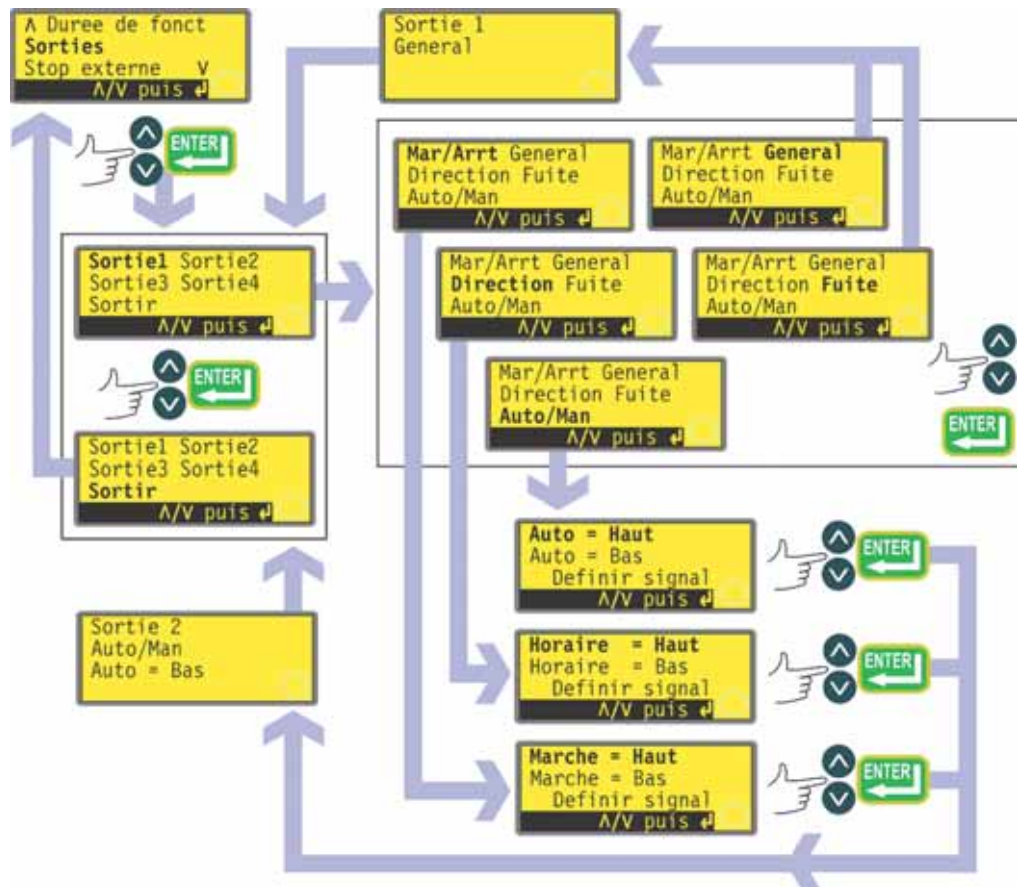 Λ Duree de fonct
Sorties
Stop externe V
Λ/V puis ↲
ENTER
Sortie1 Sortie2
Sortie3 Sortie4
Sortir
Λ/V puis ↲
ENTER
Sortie1 Sortie2
Sortie3 Sortie4
Sortir
Λ/V puis ↲
Sortie 2
Auto/Man
Auto = Bas
Sortie 1
General
Mar/Arrt General
Direction Fuite
Auto/Man
Λ/V puis ↲
Mar/Arrt General
Direction Fuite
Auto/Man
Λ/V puis ↲
Mar/Arrt General
Direction Fuite
Auto/Man
Λ/V puis ↲
Mar/Arrt General
Direction Fuite
Auto/Man
Λ/V puis ↲
Mar/Arrt General
Direction Fuite
Auto/Man
Λ/V puis ↲
ENTER
Auto = Haut
Auto = Bas
Definir signal
Λ/V puis ↲
ENTER
Horaire = Haut
Horaire = Bas
Definir signal
Λ/V puis ↲
ENTER
Marche = Haut
Marche = Bas
Definir signal
Λ/V puis ↲
ENTER